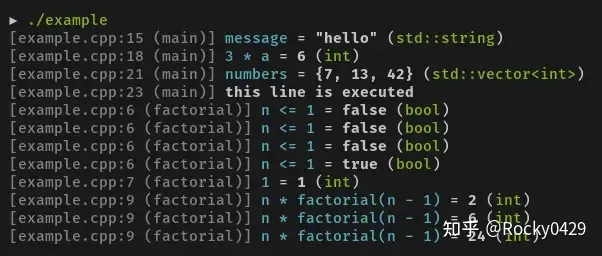 ► ./example
[example.cpp:15 (main)] message = "hello" (std::string)
[example.cpp:18 (main)] 3 * a = 6 (int)
[example.cpp:21 (main)] numbers = {7, 13, 42} (std::vector<int>)
[example.cpp:23 (main)] this line is executed
[example.cpp:6 (factorial)] n <= 1 = false (bool)
[example.cpp:6 (factorial)] n <= 1 = false (bool)
[example.cpp:6 (factorial)] n <= 1 = false (bool)
[example.cpp:6 (factorial)] n <= 1 = true (bool)
[example.cpp:7 (factorial)] 1 = 1 (int)
[example.cpp:9 (factorial)] n * factorial(n - 1) = 2 (int)
[example.cpp:9 (factorial)] n * factorial(n - 1) = 6 (int)
[example.cpp:9 (factorial)] n * factorial(n - 1) = 24 (int)
知乎 @Rocky0429